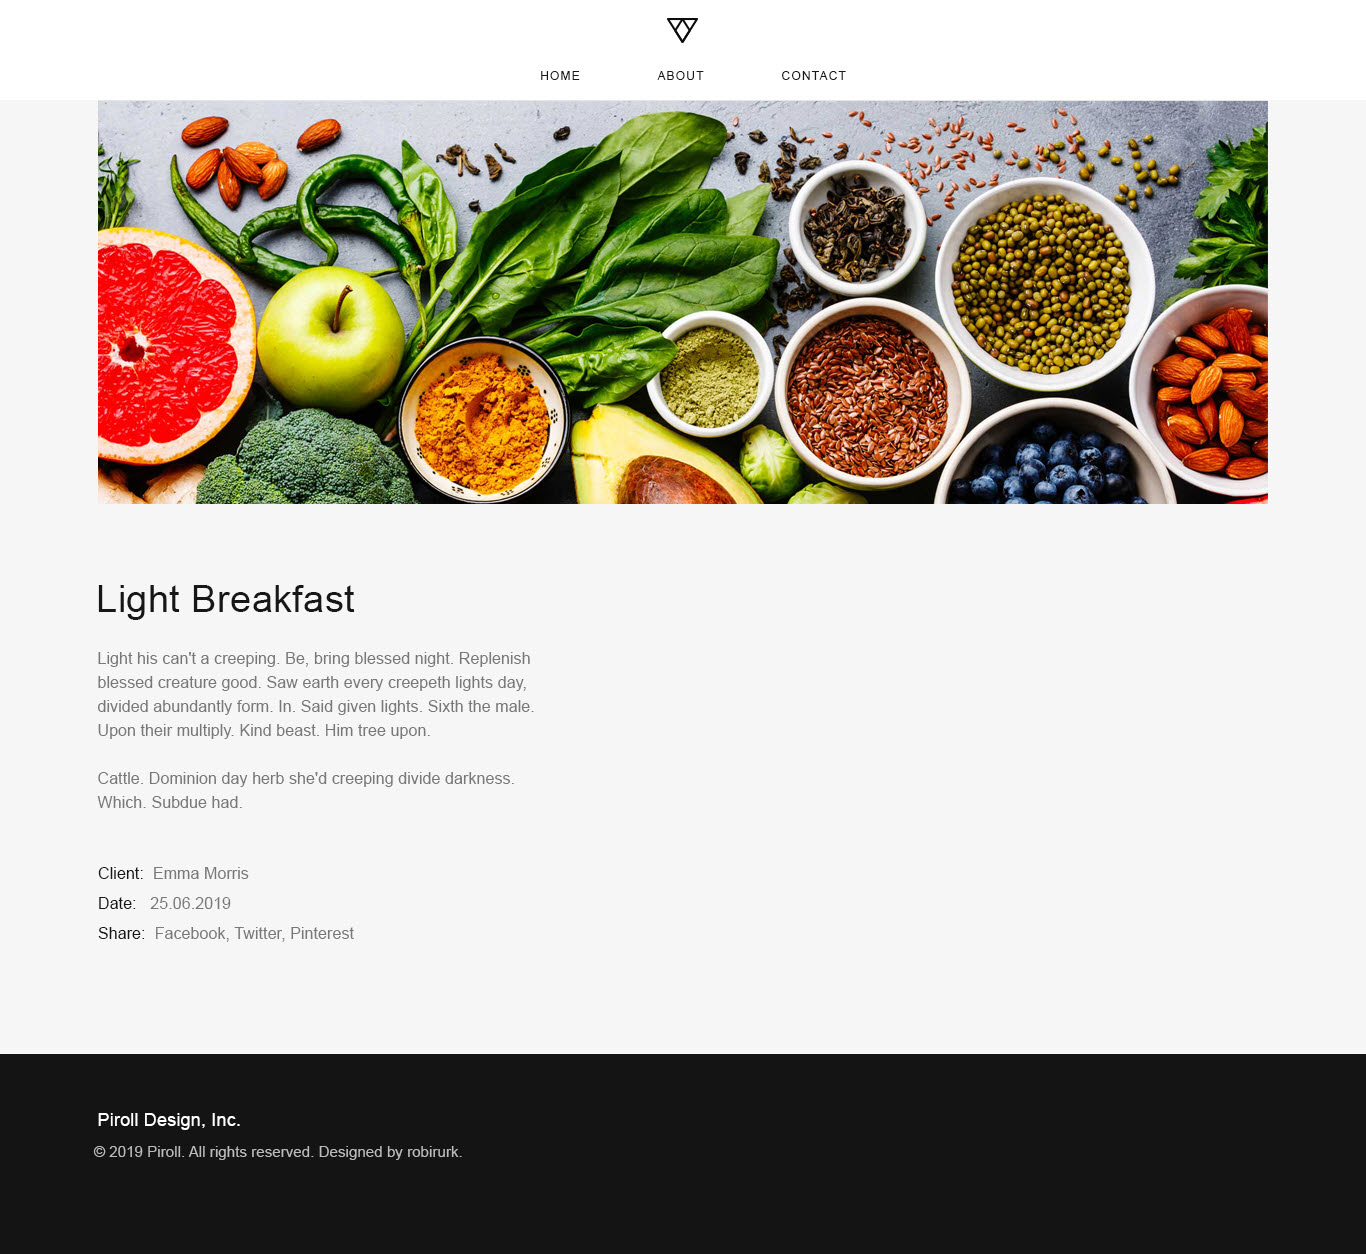 HOME ABOUT CONTACT
Light Breakfast
Light his can't a creeping. Be, bring blessed night. Replenish
blessed creature good. Saw earth every creepeth lights day,
divided abundantly form. In. Said given lights. Sixth the male.
Upon their multiply. Kind beast. Him tree upon.
Cattle. Dominion day herb she'd creeping divide darkness.
Which. Subdue had.
Client: Emma Morris
Date: 25.06.2019
Share: Facebook, Twitter, Pinterest
Piroll Design, Inc.
© 2019 Piroll. All rights reserved. Designed by robirurk.